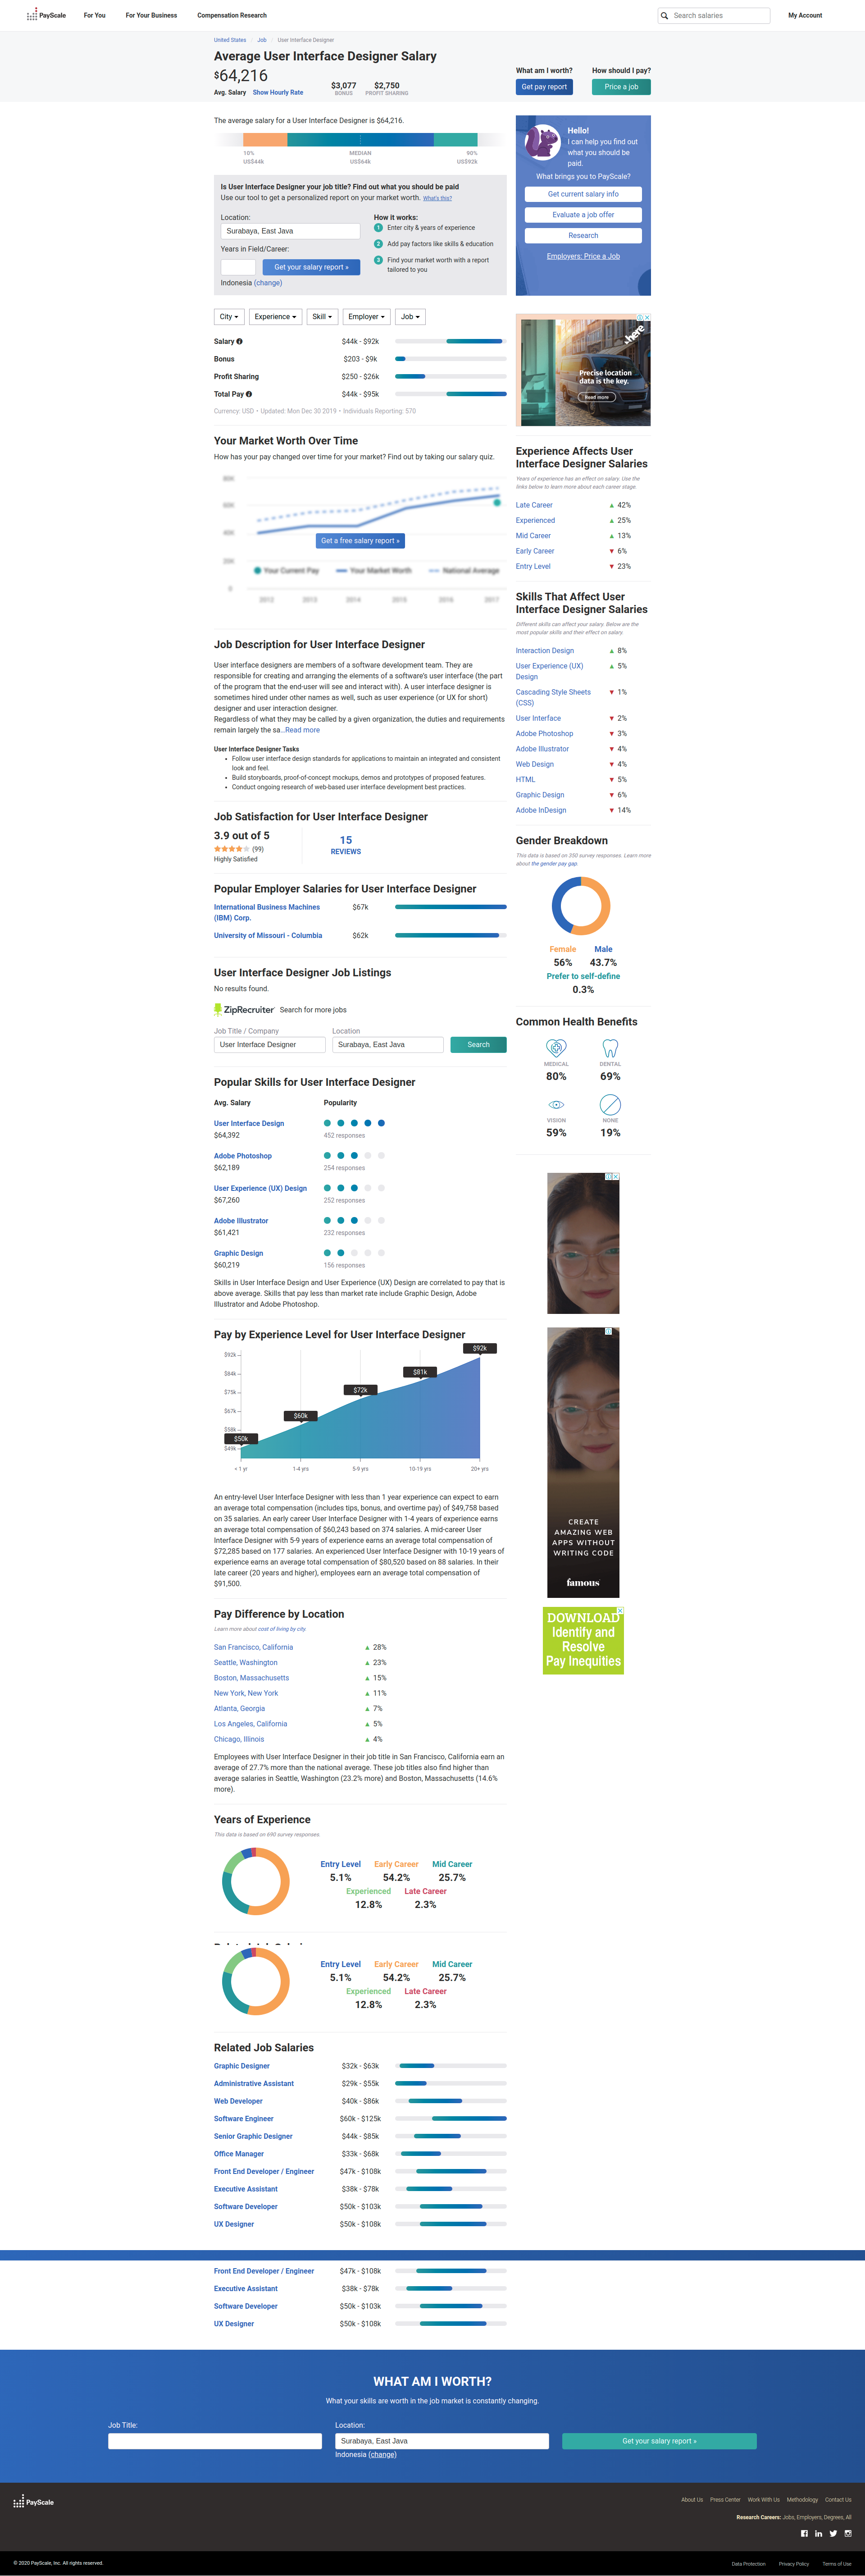 PayScale
For You
For Your Business
Compensation Research
Search salaries
My Account
United States / Job / User Interface Designer
Average User Interface Designer Salary
$64,216
Avg. Salary Show Hourly Rate
$3,077
BONUS
$2,750
PROFIT SHARING
What am I worth?
Get pay report
How should I pay?
Price a job
The average salary for a User Interface Designer is $64,216.
10%
US$44k
MEDIAN
US$64k
90%
US$92k
Is User Interface Designer your job title? Find out what you should be paid
Use our tool to get a personalized report on your market worth. What's this?
Location:
Surabaya, East Java
Years in Field/Career:
Get your salary report »
Indonesia (change)
How it works:
1 Enter city & years of experience
2 Add pay factors like skills & education
3 Find your market worth with a report
tailored to you
City
Experience
Skill
Employer
Job
Salary $44k - $92k
Bonus $203 - $9k
Profit Sharing $250 - $26k
Total Pay $44k - $95k
Currency: USD • Updated: Mon Dec 30 2019 • Individuals Reporting: 570
Your Market Worth Over Time
How has your pay changed over time for your market? Find out by taking our salary quiz.
80K
60K
40K
20K
0
Get a free salary report »
Your Current Pay
Your Market Worth
National Average
2012 2013 2014 2015 2016 2017
Job Description for User Interface Designer
User interface designers are members of a software development team. They are
responsible for creating and arranging the elements of a software's user interface (the part
of the program that the end-user will see and interact with). A user interface designer is
sometimes hired under other names as well, such as user experience (or UX for short)
designer and user interaction designer.
Regardless of what they may be called by a given organization, the duties and requirements
remain largely the sa...Read more
User Interface Designer Tasks
• Follow user interface design standards for applications to maintain an integrated and consistent
look and feel.
• Build storyboards, proof-of-concept mockups, demos and prototypes of proposed features.
• Conduct ongoing research of web-based user interface development best practices.
Job Satisfaction for User Interface Designer
3.9 out of 5
(99)
Highly Satisfied
15
REVIEWS
Popular Employer Salaries for User Interface Designer
International Business Machines
(IBM) Corp.
$67k
University of Missouri - Columbia $62k
User Interface Designer Job Listings
No results found.
ZipRecruiter Search for more jobs
Job Title / Company
User Interface Designer
Location
Surabaya, East Java
Search
Popular Skills for User Interface Designer
Avg. Salary Popularity
User Interface Design
$64,392
452 responses
Adobe Photoshop
$62,189
254 responses
User Experience (UX) Design
$67,260
252 responses
Adobe Illustrator
$61,421
232 responses
Graphic Design
$60,219
156 responses
Skills in User Interface Design and User Experience (UX) Design are correlated to pay that is
above average. Skills that pay less than market rate include Graphic Design, Adobe
Illustrator and Adobe Photoshop.
Pay by Experience Level for User Interface Designer
$92k
$84k
$75k
$67k
$58k
$49k
$50k
$60k
$72k
$81k
$92k
< 1 yr 1-4 yrs 5-9 yrs 10-19 yrs 20+ yrs
An entry-level User Interface Designer with less than 1 year experience can expect to earn
an average total compensation (includes tips, bonus, and overtime pay) of $49,758 based
on 35 salaries. An early career User Interface Designer with 1-4 years of experience earns
an average total compensation of $60,243 based on 374 salaries. A mid-career User
Interface Designer with 5-9 years of experience earns an average total compensation of
$72,285 based on 177 salaries. An experienced User Interface Designer with 10-19 years of
experience earns an average total compensation of $80,520 based on 88 salaries. In their
late career (20 years and higher), employees earn an average total compensation of
$91,500.
Pay Difference by Location
Learn more about cost of living by city.
San Francisco, California ▲ 28%
Seattle, Washington ▲ 23%
Boston, Massachusetts ▲ 15%
New York, New York ▲ 11%
Atlanta, Georgia ▲ 7%
Los Angeles, California ▲ 5%
Chicago, Illinois ▲ 4%
Employees with User Interface Designer in their job title in San Francisco, California earn an
average of 27.7% more than the national average. These job titles also find higher than
average salaries in Seattle, Washington (23.2% more) and Boston, Massachusetts (14.6%
more).
Years of Experience
This data is based on 690 survey responses.
Entry Level
5.1%
Early Career
54.2%
Mid Career
25.7%
Experienced
12.8%
Late Career
2.3%
Entry Level
5.1%
Early Career
54.2%
Mid Career
25.7%
Experienced
12.8%
Late Career
2.3%
Related Job Salaries
Graphic Designer $32k - $63k
Administrative Assistant $29k - $55k
Web Developer $40k - $86k
Software Engineer $60k - $125k
Senior Graphic Designer $44k - $85k
Office Manager $33k - $68k
Front End Developer / Engineer $47k - $108k
Executive Assistant $38k - $78k
Software Developer $50k - $103k
UX Designer $50k - $108k
Front End Developer / Engineer $47k - $108k
Executive Assistant $38k - $78k
Software Developer $50k - $103k
UX Designer $50k - $108k
Hello!
I can help you find out
what you should be
paid.
What brings you to PayScale?
Get current salary info
Evaluate a job offer
Research
Employers: Price a Job
here
Precise location
data is the key.
Read more
Experience Affects User
Interface Designer Salaries
Years of experience has an effect on salary. Use the
links below to learn more about each career stage.
Late Career ▲ 42%
Experienced ▲ 25%
Mid Career ▲ 13%
Early Career ▼ 6%
Entry Level ▼ 23%
Skills That Affect User
Interface Designer Salaries
Different skills can affect your salary. Below are the
most popular skills and their effect on salary.
Interaction Design ▲ 8%
User Experience (UX)
Design
▲ 5%
Cascading Style Sheets
(CSS)
▼ 1%
User Interface ▼ 2%
Adobe Photoshop ▼ 3%
Adobe Illustrator ▼ 4%
Web Design ▼ 4%
HTML ▼ 5%
Graphic Design ▼ 6%
Adobe InDesign ▼ 14%
Gender Breakdown
This data is based on 350 survey responses. Learn more
about the gender pay gap.
Female
56%
Male
43.7%
Prefer to self-define
0.3%
Common Health Benefits
MEDICAL
80%
DENTAL
69%
VISION
59%
NONE
19%
CREATE
AMAZING WEB
APPS WITHOUT
WRITING CODE
famous
DOWNLOAD
Identify and
Resolve
Pay Inequities
WHAT AM I WORTH?
What your skills are worth in the job market is constantly changing.
Job Title:
Location:
Surabaya, East Java
Indonesia (change)
Get your salary report »
PayScale
About Us Press Center Work With Us Methodology Contact Us
Research Careers: Jobs, Employers, Degrees, All
© 2020 PayScale, Inc. All rights reserved.
Data Protection Privacy Policy Terms of Use